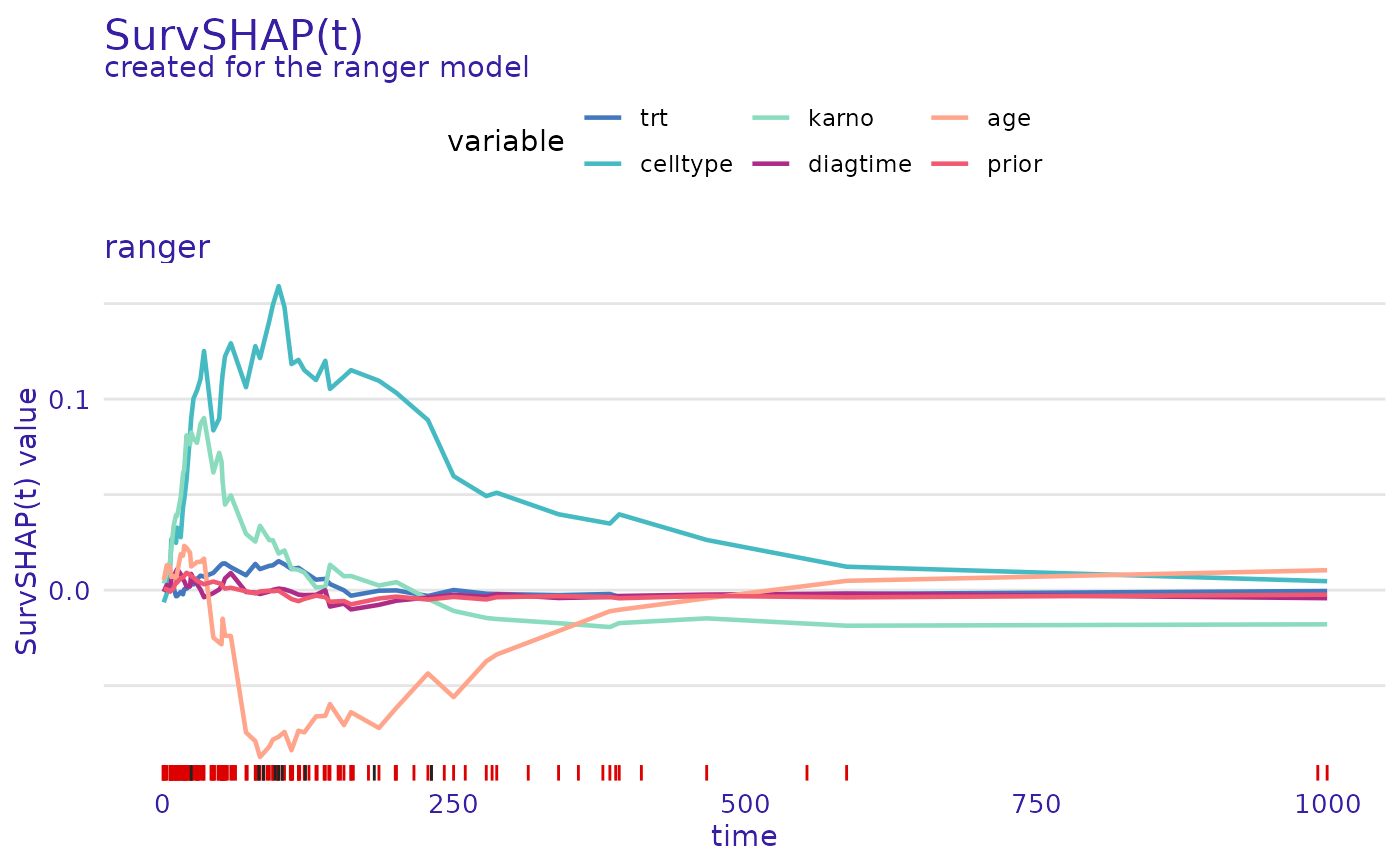 SurvSHAP(t)
created for the ranger model
variable
trt
karno
age
celltype
diagtime
prior
ranger
SurvSHAP(t) value
0.1
0.0
0
250
500
750
1000
time